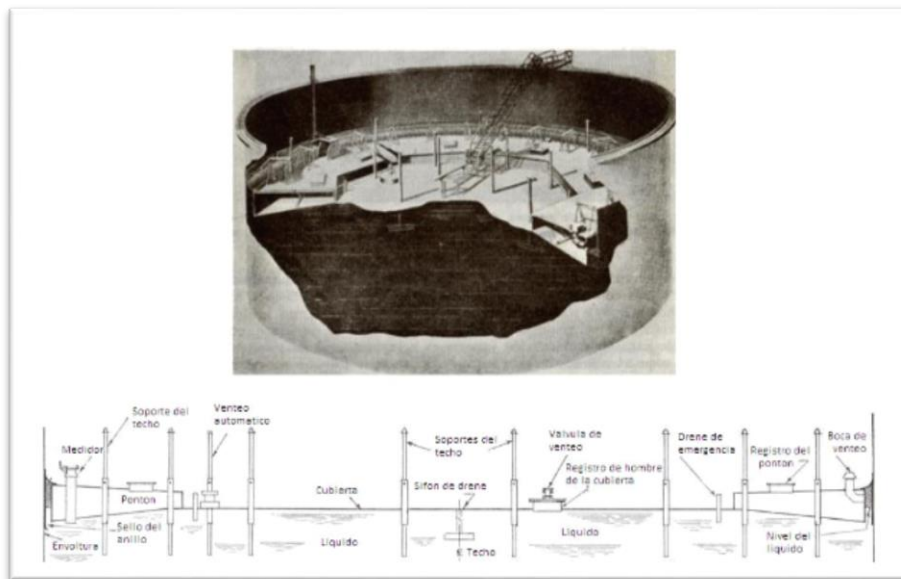 Soporte del
techo
Venteo
automatico
Medidor
Ponton
Sello del
anillo
Envoltura
Cubierta
Liquido
Soportes del
techo
Sifon de drene
Techo
Valvula de
venteo
Registro de hombre
de la cubierta
Liquido
Drene de
emergencia
Registro del
ponton
Boca de
venteo
Nivel del
liquido